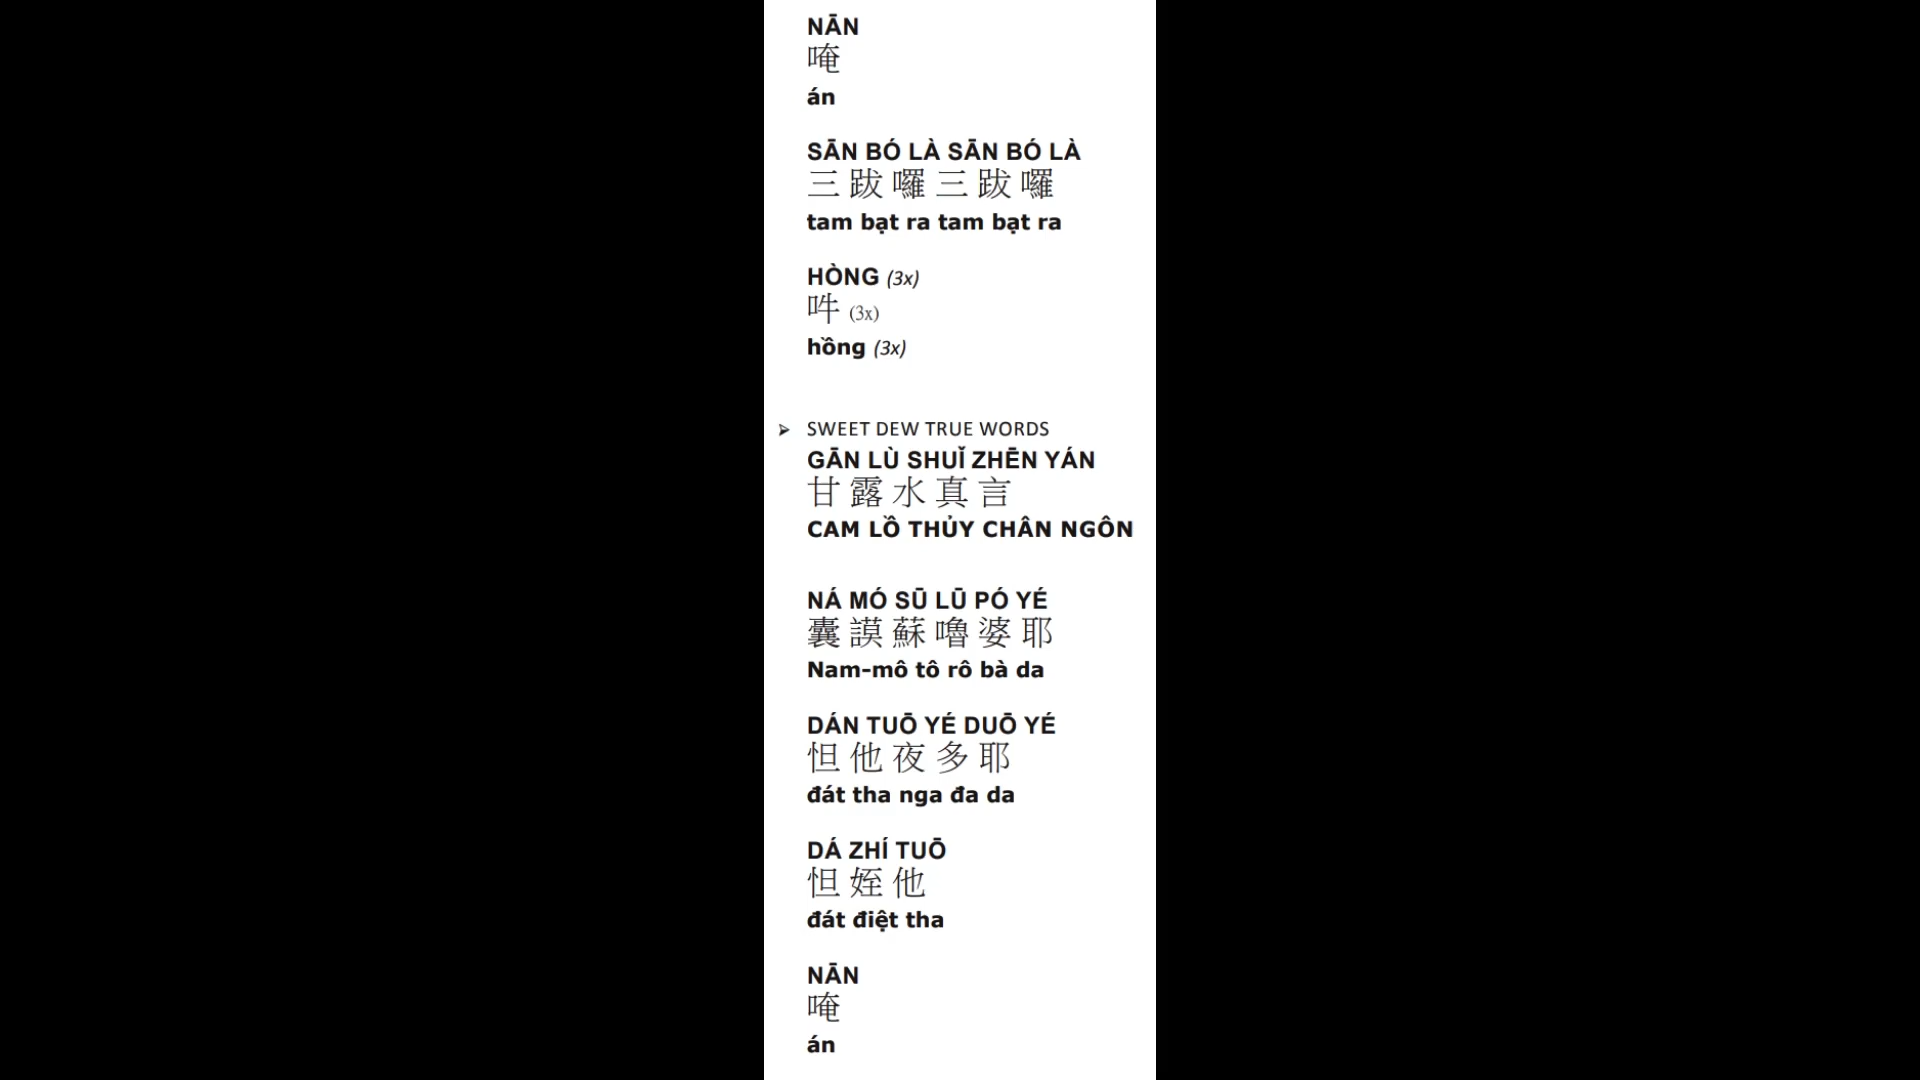 NĀN
唵
án
SĀN BÓ LÀ SĀN BÓ LÀ
三 跋 囉 三 跋 囉
tam bạt ra tam bạt ra
HÒNG (3x)
吽 (3x)
hồng (3x)
➢ SWEET DEW TRUE WORDS
GĀN LÙ SHUǏ ZHĒN YÁN
甘 露 水 真 言
CAM LỒ THỦY CHÂN NGÔN
NÁ MÓ SŪ LŪ PÓ YÉ
囊 謨 蘇 嚕 婆 耶
Nam-mô tô rô bà da
DÁN TUŌ YÉ DUŌ YÉ
怛 他 夜 多 耶
đát tha nga đa da
DÁ ZHÍ TUŌ
怛 姪 他
đát điệt tha
NĀN
唵
án